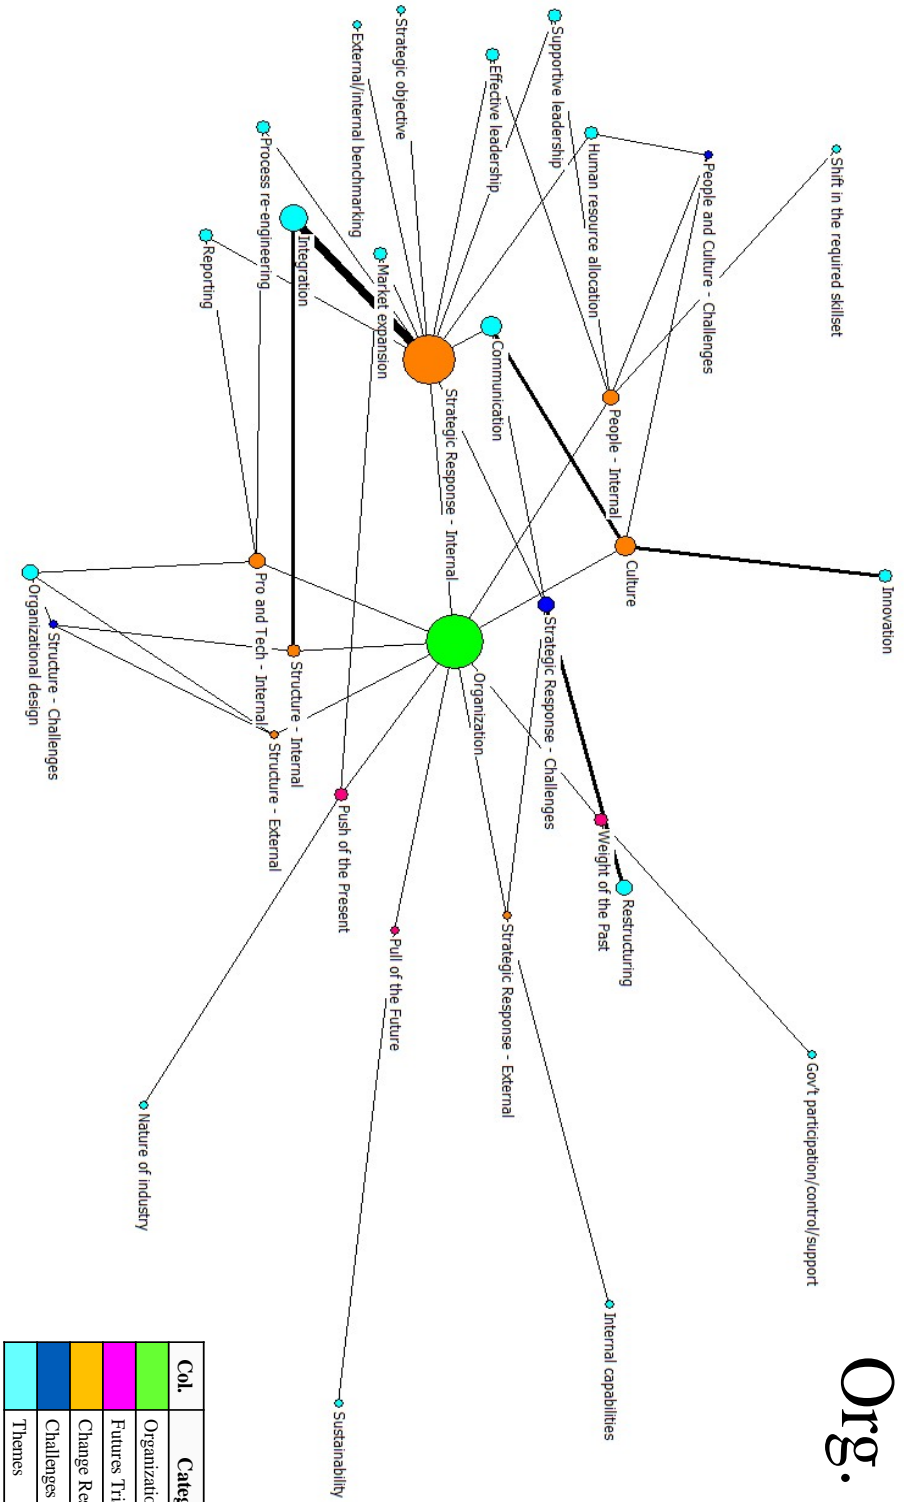 Org.
Innovation
Shift in the required skillset
Gov't participation/control/support
People and Culture - Challenges
Culture
Restructuring
People - Internal
Weight of the Past
Internal capabilities
Human resource allocation
Supportive leadership
Strategic Response - Challenges
Effective leadership
Communication
Strategic Response - External
Organization
Strategic Response - Internal
Strategic objective
Pull of the Future
Market expansion
External/internal benchmarking
Push of the Present
Sustainability
Integration
Structure - Internal
Process re-engineering
Pro and Tech - Internal
Structure - External
Reporting
Nature of industry
Structure - Challenges
Organizational design
Col.
Futures
Change
Challenges
Themes